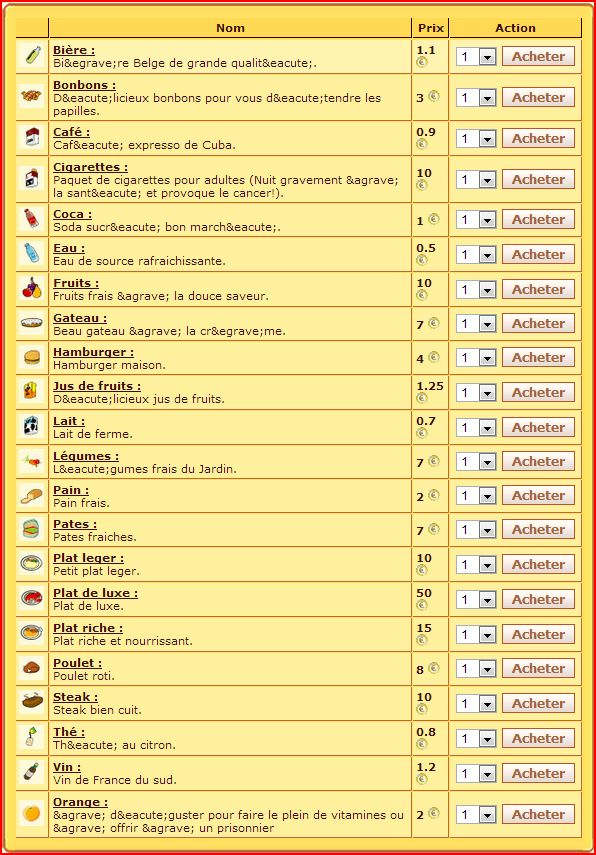 Nom Prix Action
Bière : 1.1
Bi&egrave;re Belge de grande qualit&eacute;. 1 Acheter
Bonbons :
D&eacute;licieux bonbons pour vous d&eacute;tendre les 3 1 Acheter
papilles.
Café : 0.9
Caf&eacute; expresso de Cuba. 1 Acheter
Cigarettes :
Paquet de cigarettes pour adultes (Nuit gravement &agrave; 10 1 Acheter
la sant&eacute; et provoque le cancer!).
Coca :
Soda sucr&eacute; bon march&eacute;. 1 1 Acheter
Eau : 0.5
Eau de source rafraichissante. 1 Acheter
Fruits : 10
Fruits frais &agrave; la douce saveur. 1 Acheter
Gateau :
Beau gateau &agrave; la cr&egrave;me. 7 1 Acheter
Hamburger :
Hamburger maison. 4 1 Acheter
Jus de fruits : 1.25
D&eacute;licieux jus de fruits. 1 Acheter
Lait : 0.7
Lait de ferme. 1 Acheter
Légumes :
L&eacute;gumes frais du Jardin. 7 1 Acheter
Pain :
Pain frais. 2 1 Acheter
Pates :
Pates fraiches. 7 1 Acheter
Plat leger : 10
Petit plat leger. 1 Acheter
Plat de luxe : 50
Plat de luxe. 1 Acheter
Plat riche : 15
Plat riche et nourrissant. 1 Acheter
Poulet :
Poulet roti. 8 1 Acheter
Steak : 10
Steak bien cuit. 1 Acheter
Thé : 0.8
Th&eacute; au citron. 1 Acheter
Vin : 1.2
Vin de France du sud. 1 Acheter
Orange :
&agrave; d&eacute;guster pour faire le plein de vitamines ou 2 1 Acheter
&agrave; offrir &agrave; un prisonnier